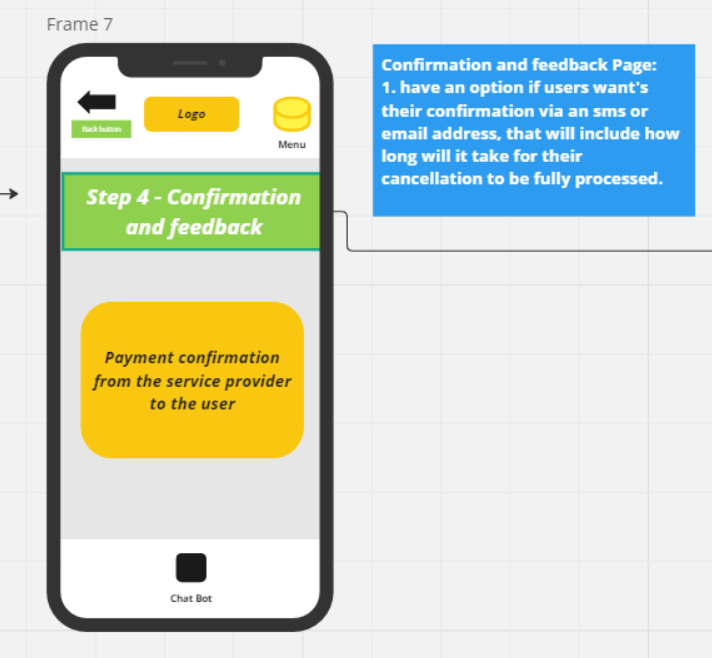 Frame 7
Back button
Logo
Menu
Step 4 - Confirmation
and feedback
Payment confirmation
from the service provider
to the user
Chat Bot
Confirmation and feedback Page:
1. have an option if users want's
their confirmation via an sms or
email address, that will include how
long will it take for their
cancellation to be fully processed.